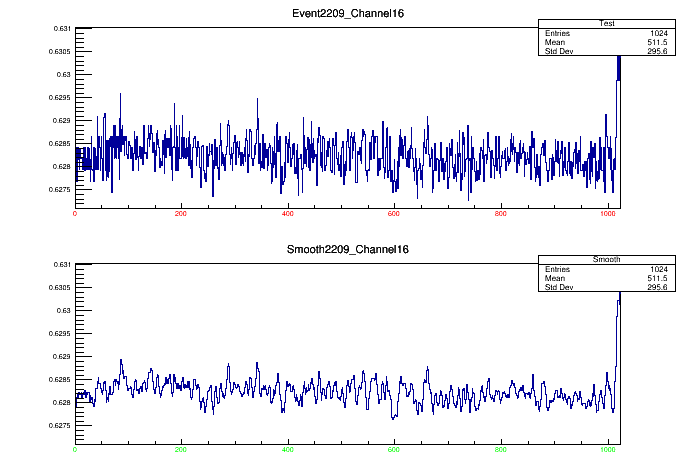 Event2209_Channel16
Test
Entries 1024
Mean 511.5
Std Dev 295.6
0.631
0.6305
0.63
0.6295
0.629
0.6285
0.628
0.6275
0 200 400 600 800 1000
Smooth2209_Channel16
Smooth
Entries 1024
Mean 511.5
Std Dev 295.6
0.631
0.6305
0.63
0.6295
0.629
0.6285
0.628
0.6275
0 200 400 600 800 1000